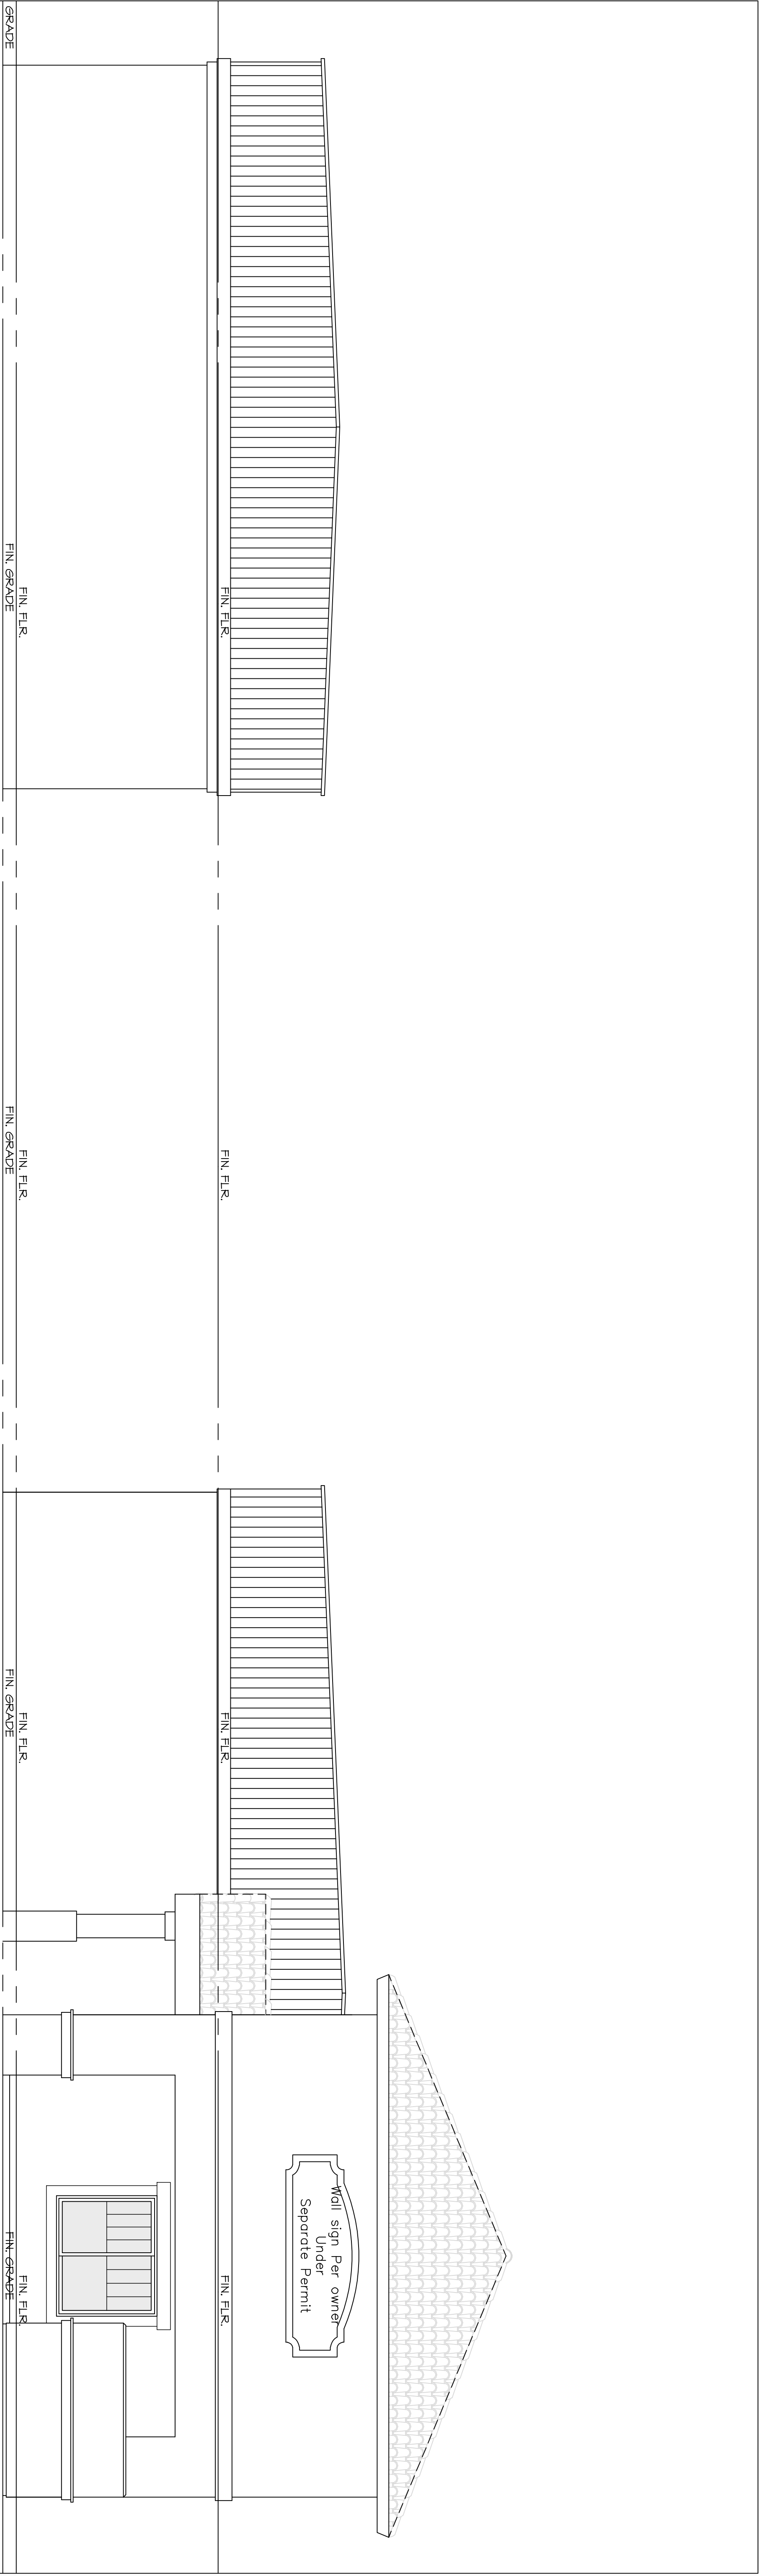 Wall sign Per owner
Under
Separate Permit
FIN. FLR.
FIN. FLR.
FIN. FLR.
FIN. FLR.
FIN. FLR.
FIN. FLR.
FIN. FLR.
FIN. FLR.
GRADE
FIN. GRADE
FIN. GRADE
FIN. GRADE
FIN. GRADE